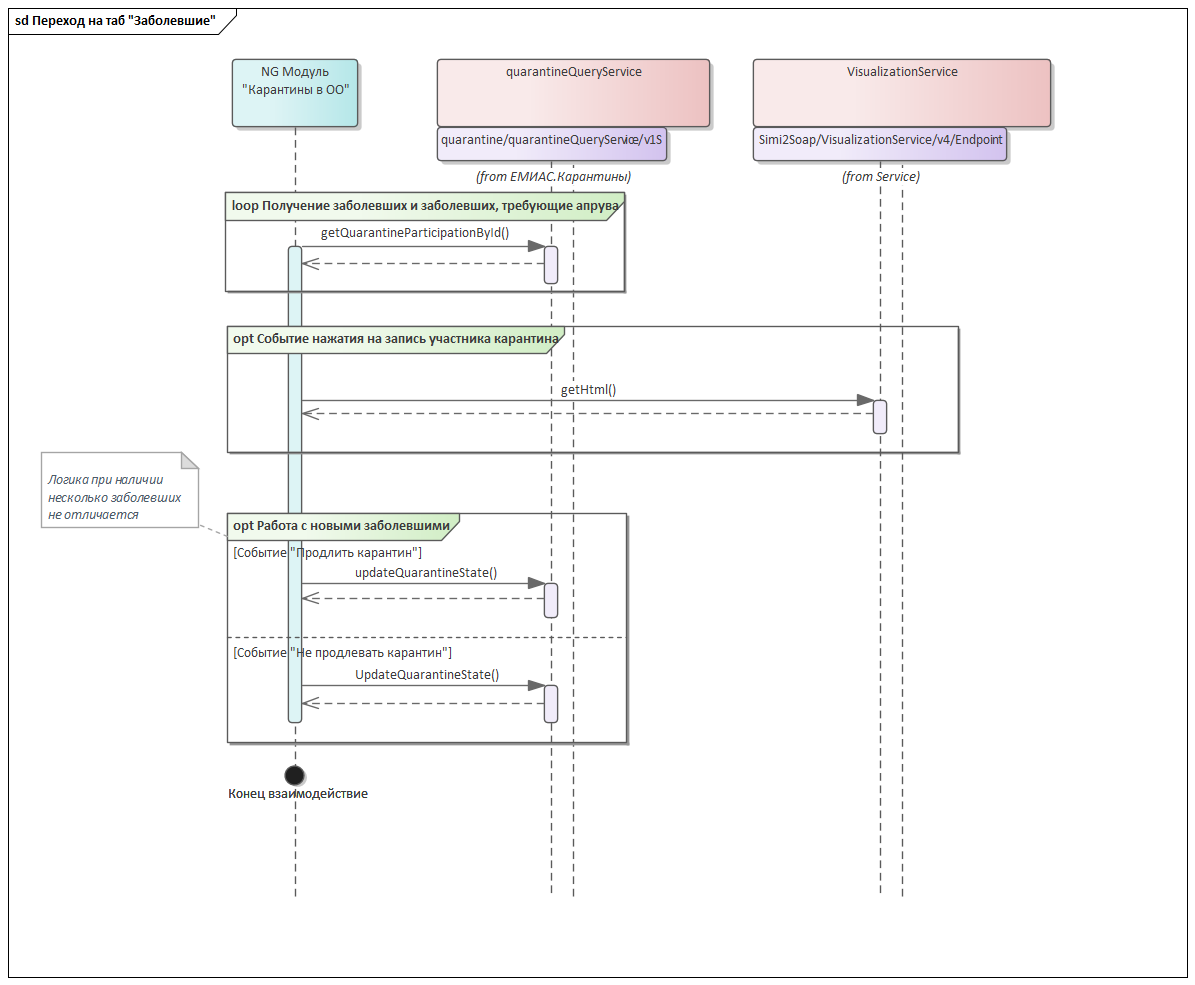 sd Переход на таб "Заболевшие"
NG Модуль
"Карантины в ОО"
quarantineQueryService
VisualizationService
quarantine/quarantineQueryService/v1S
Simi2Soap/VisualizationService/v4/Endpoint
(from ЕМИАС.Карантины)
(from Service)
loop Получение заболевших и заболевших, требующие апрува
getQuarantineParticipationById()
opt Событие нажатия на запись участника карантина
getHtml()
Логика при наличии
несколько заболевших
не отличается
opt Работа с новыми заболевшими
[Событие "Продлить карантин"]
updateQuarantineState()
[Событие "Не продлевать карантин"]
UpdateQuarantineState()
Конец взаимодействие